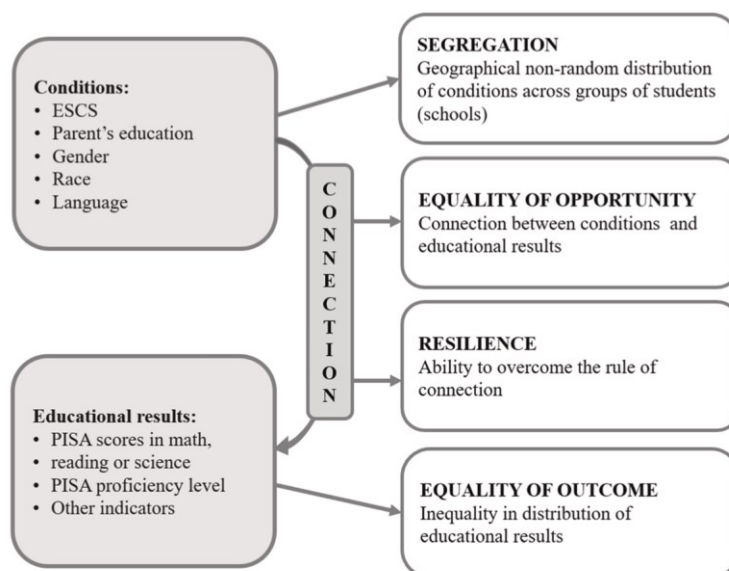 Conditions:
• ESCS
• Parent's education
• Gender
• Race
• Language
CONNECTION
Educational results:
• PISA scores in math,
• reading or science
• PISA proficiency level
• Other indicators
SEGREGATION
Geographical non-random distribution
of conditions across groups of students
(schools)
EQUALITY OF OPPORTUNITY
Connection between conditions and
educational results
RESILIENCE
Ability to overcome the rule of
connection
EQUALITY OF OUTCOME
Inequality in distribution of
educational results